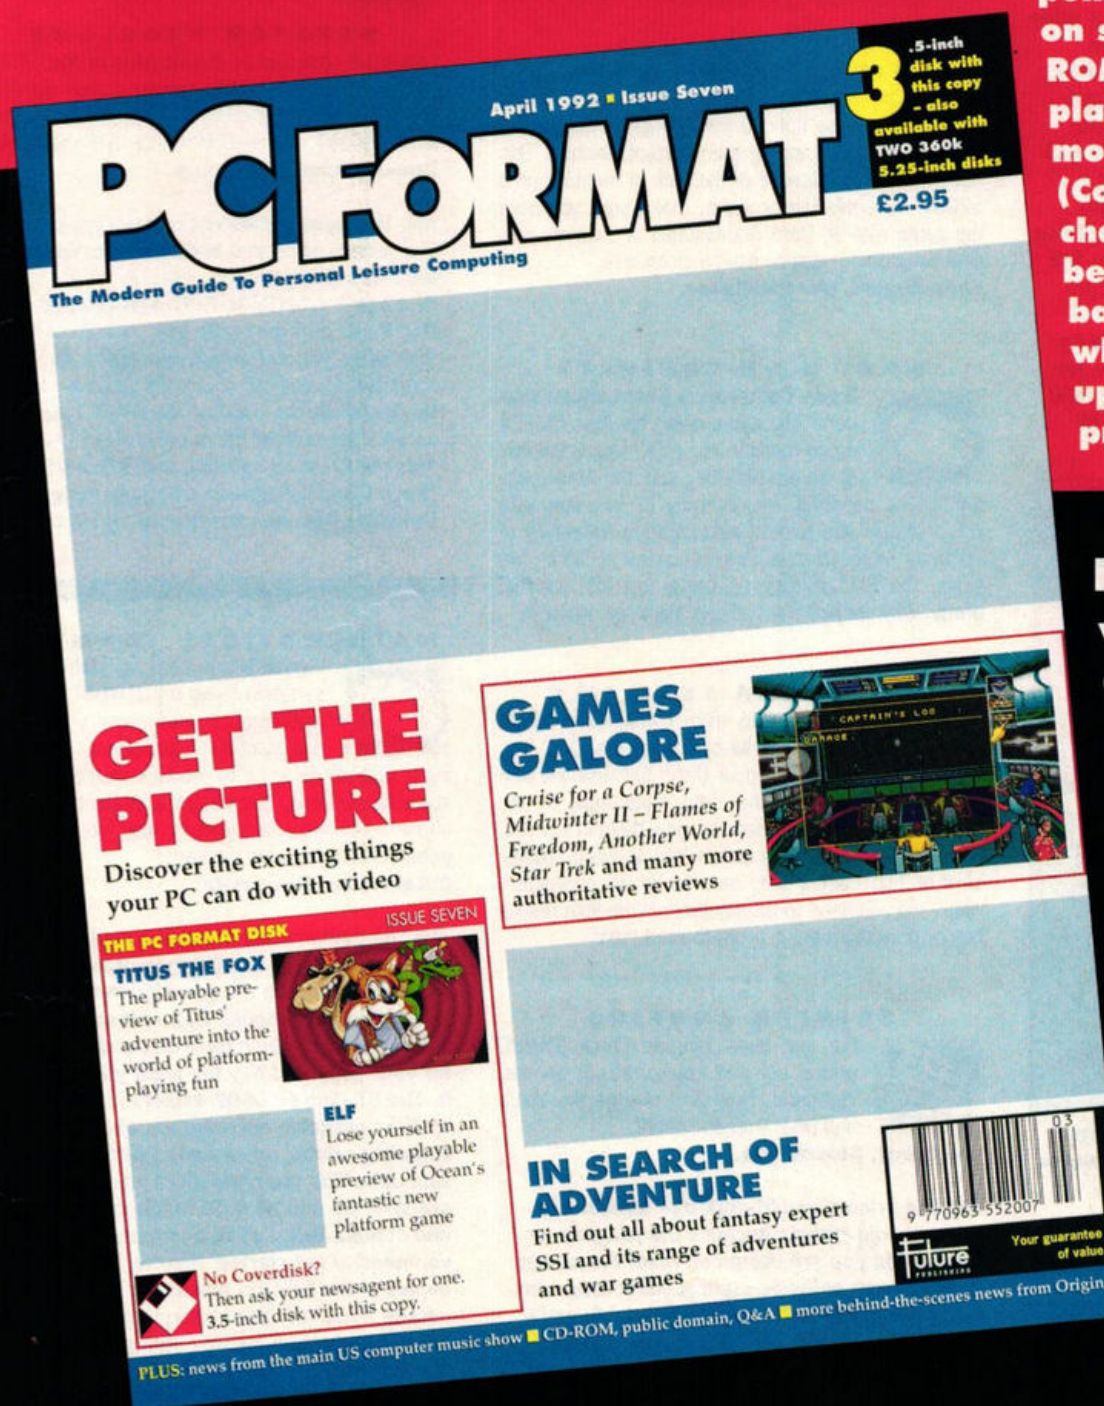 April 1992 ■ Issue Seven
PC FORMAT
The Modern Guide To Personal Leisure Computing
3.5-inch
disk with
this copy
– also
available with
TWO 360k
5.25-inch disks
£2.95
GET THE
PICTURE
Discover the exciting things
your PC can do with video
GAMES
GALORE
Cruise for a Corpse,
Midwinter II – Flames of
Freedom, Another World,
Star Trek and many more
authoritative reviews
CAPTAIN'S LOG
DAMAGE:
THE PC FORMAT DISK
ISSUE SEVEN
TITUS THE FOX
The playable pre-
view of Titus'
adventure into the
world of platform-
playing fun
ELF
Lose yourself in an
awesome playable
preview of Ocean's
fantastic new
platform game
No Coverdisk?
Then ask your newsagent for one.
3.5-inch disk with this copy.
IN SEARCH OF
ADVENTURE
Find out all about fantasy expert
SSI and its range of adventures
and war games
03
9 770963 552007
Future
PUBLISHING
Your guarantee
of value
PLUS: news from the main US computer music show ■ CD-ROM, public domain, Q&A ■ more behind-the-scenes news from Origin
on